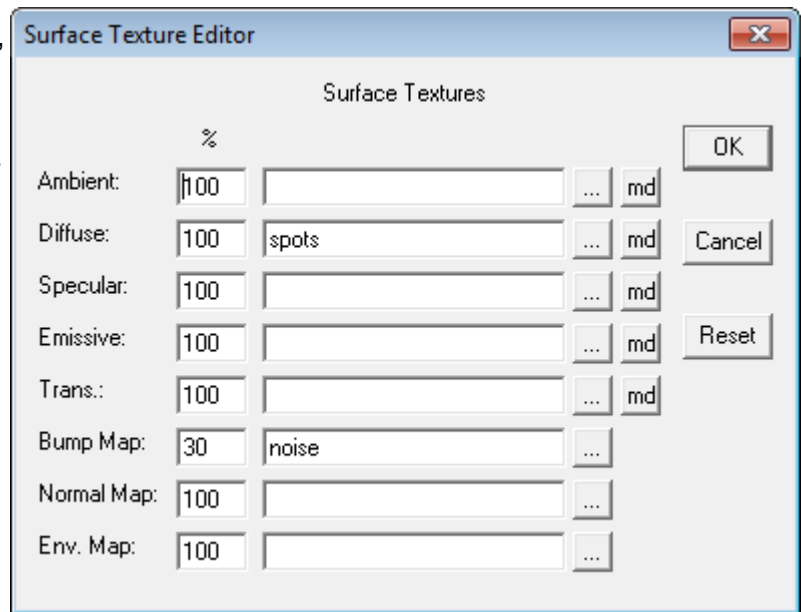 Surface Texture Editor
Surface Textures
%
OK
Ambient: 100 ... md
Diffuse: 100 spots ... md
Cancel
Specular: 100 ... md
Emissive: 100 ... md
Reset
Trans.: 100 ... md
Bump Map: 30 noise ...
Normal Map: 100 ...
Env. Map: 100 ...